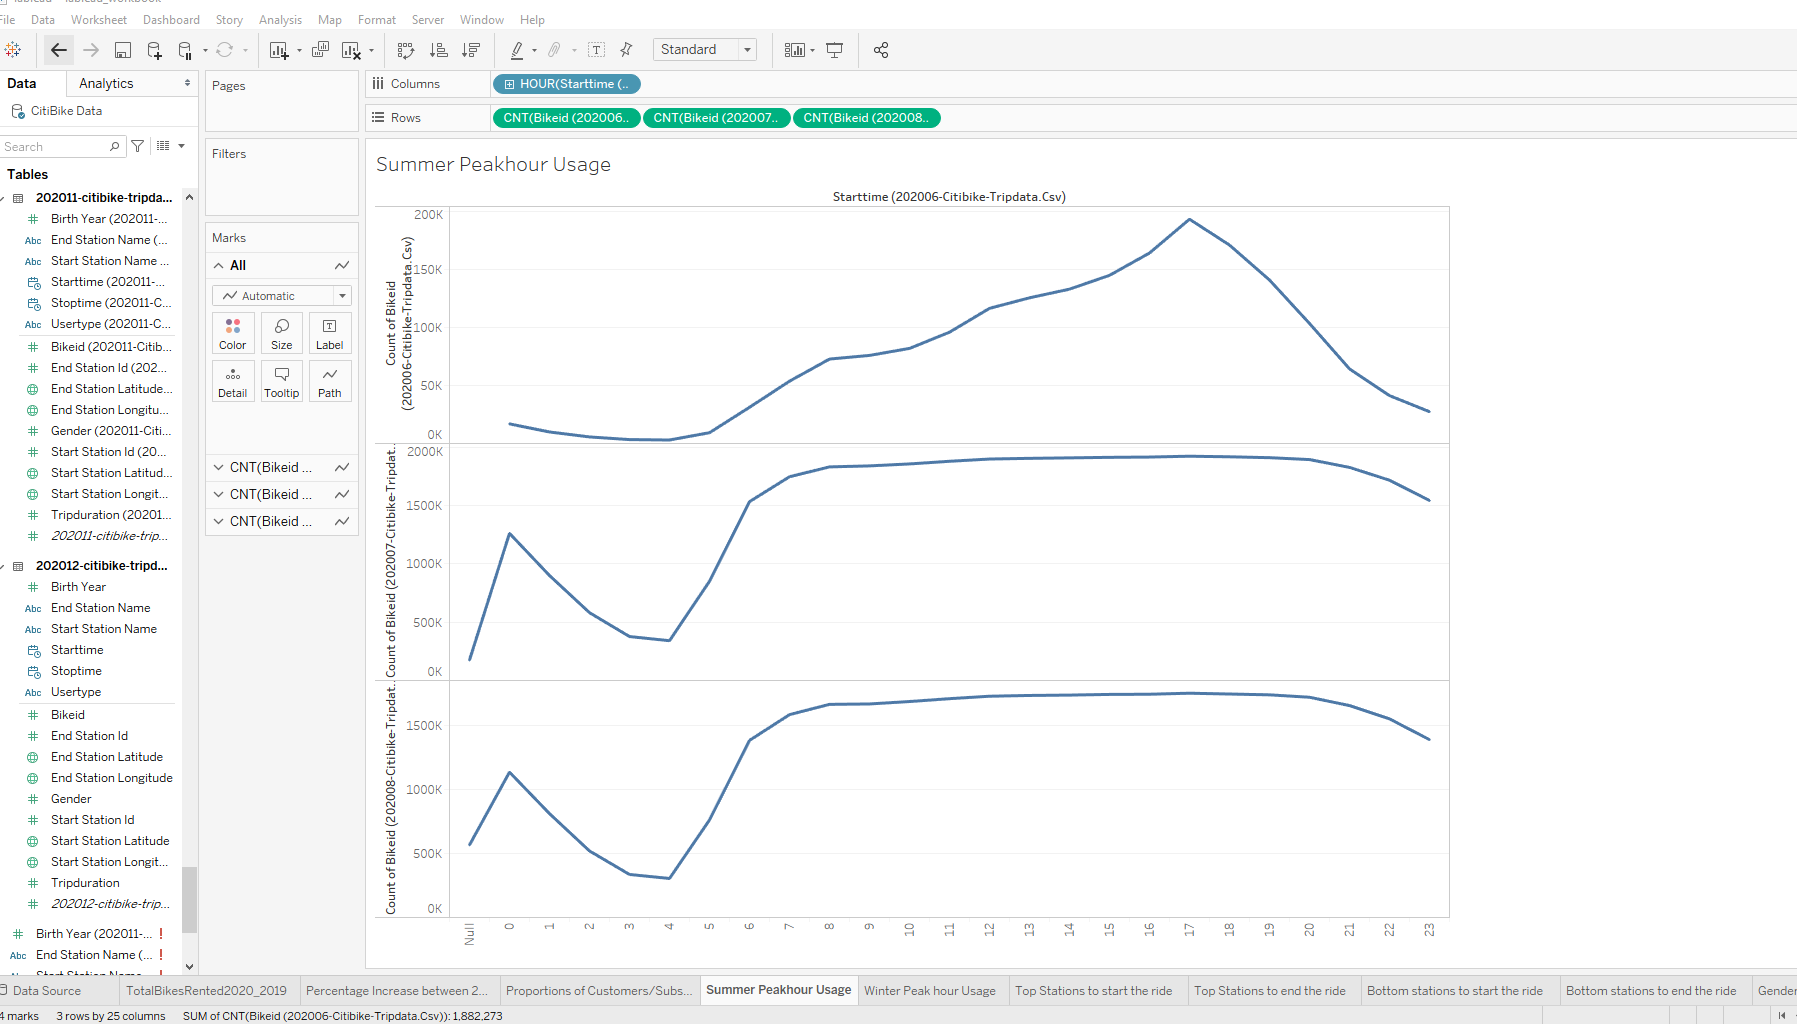 File Data Worksheet Dashboard Story Analysis Map Format Server Window Help
Standard
Data Analytics
CitiBike Data
Search
Tables
202011-citibike-tripda...
Birth Year (202011-...
End Station Name (...
Start Station Name ...
Starttime (202011-...
Stoptime (202011-C...
Usertype (202011-C...
Bikeid (202011-Citib...
End Station Id (202...
End Station Latitude...
End Station Longitu...
Gender (202011-Citi...
Start Station Id (20...
Start Station Latitud...
Start Station Longit...
Tripduration (20201...
202011-citibike-trip...
202012-citibike-tripd...
Birth Year
Abc End Station Name
Abc Start Station Name
Starttime
Stoptime
Abc Usertype
Bikeid
End Station Id
End Station Latitude
End Station Longitude
Gender
Start Station Id
Start Station Latitude
Start Station Longit...
Tripduration
202012-citibike-trip...
Birth Year (202011-... !
Abc End Station Name (... !
Pages
Filters
Marks
All
Automatic
Color Size Label
Detail Tooltip Path
CNT(Bikeid ...
CNT(Bikeid ...
CNT(Bikeid ...
Columns HOUR(Starttime (..
Rows CNT(Bikeid (202006.. CNT(Bikeid (202007.. CNT(Bikeid (202008..
Summer Peakhour Usage
Starttime (202006-Citibike-Tripdata.Csv)
Count of Bikeid
(202006-Citibike-Tripdata.Csv)
200K
150K
100K
50K
0K
Count of Bikeid (202007-Citibike-Tripdat..
2000K
1500K
1000K
500K
0K
Count of Bikeid (202008-Citibike-Tripdat..
1500K
1000K
500K
0K
Null 0 1 2 3 4 5 6 7 8 9 10 11 12 13 14 15 16 17 18 19 20 21 22 23
Data Source TotalBikesRented2020_2019 Percentage Increase between 2... Proportions of Customers/Subs... Summer Peakhour Usage Winter Peak hour Usage Top Stations to start the ride Top Stations to end the ride Bottom stations to start the ride Bottom stations to end the ride Gender
4 marks 3 rows by 25 columns SUM of CNT(Bikeid (202006-Citibike-Tripdata.Csv)): 1,882,273